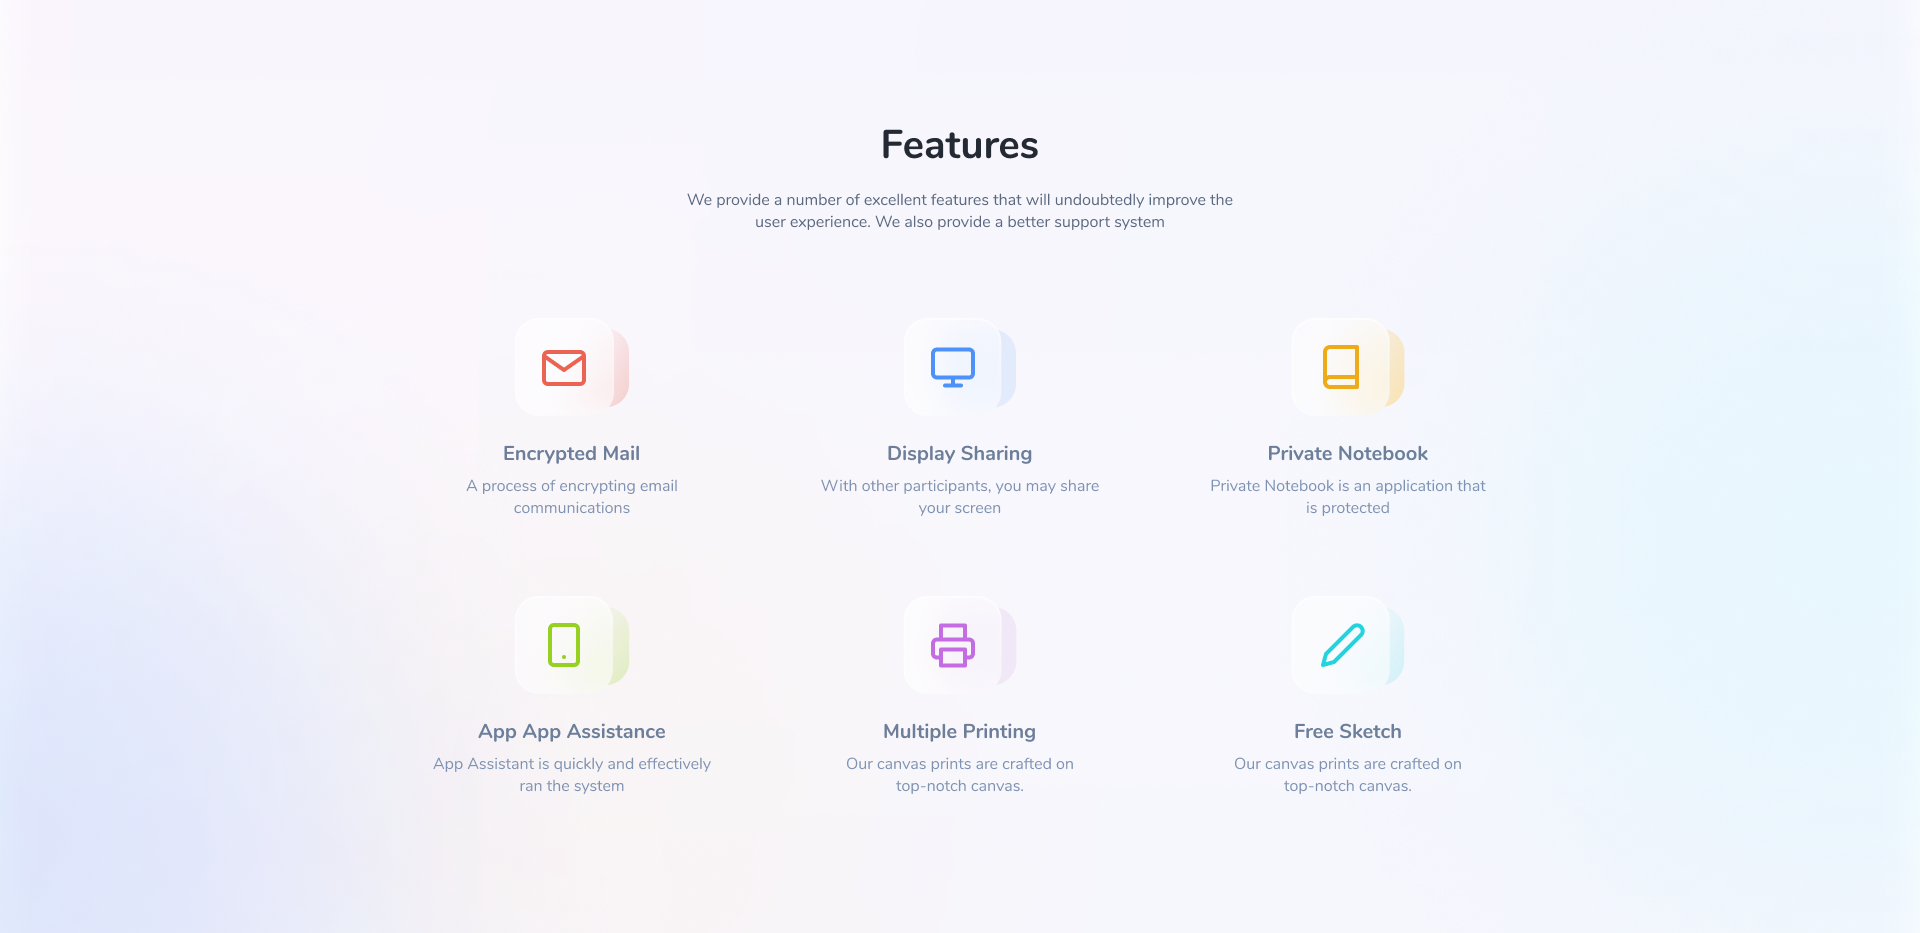 Features
We provide a number of excellent features that will undoubtedly improve the
user experience. We also provide a better support system
Encrypted Mail
A process of encrypting email
communications
Display Sharing
With other participants, you may share
your screen
Private Notebook
Private Notebook is an application that
is protected
App App Assistance
App Assistant is quickly and effectively
ran the system
Multiple Printing
Our canvas prints are crafted on
top-notch canvas.
Free Sketch
Our canvas prints are crafted on
top-notch canvas.